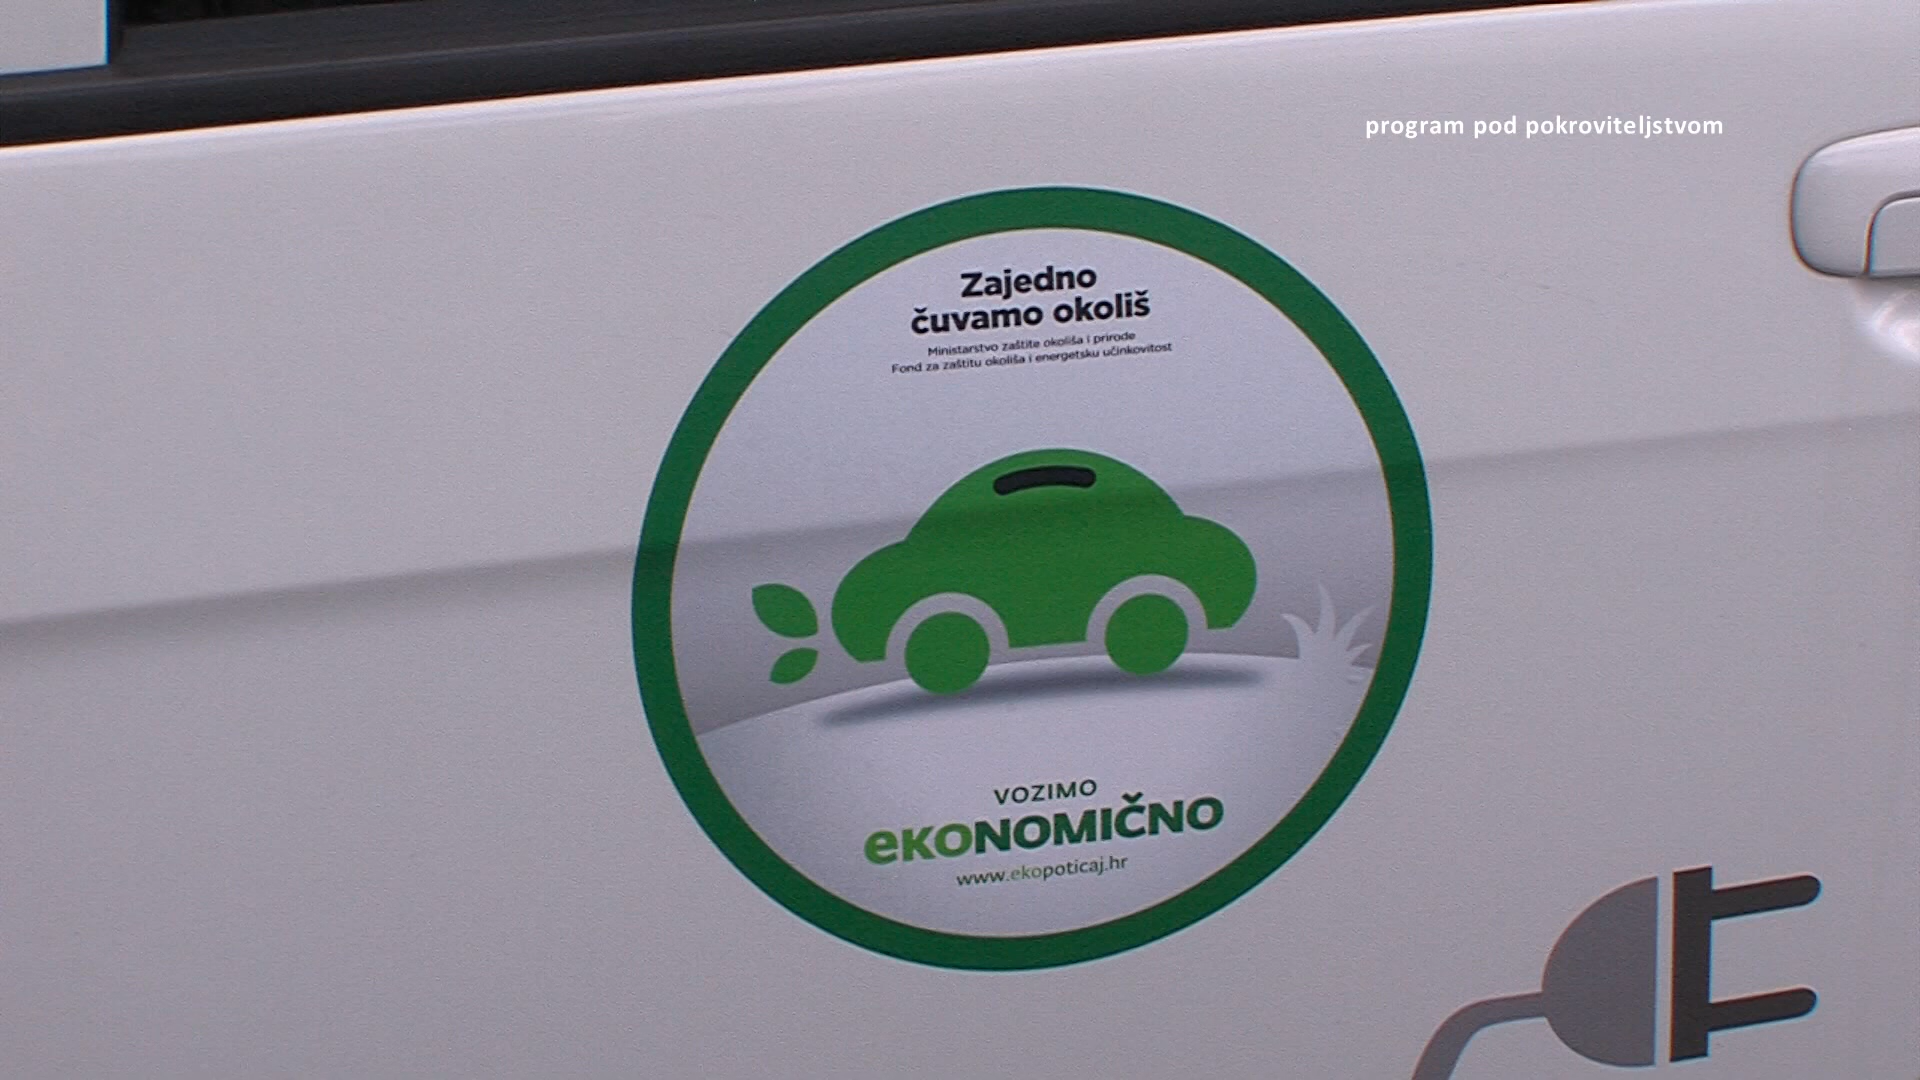 program pod pokroviteljstvom
Zajedno
čuvamo okoliš
Ministarstvo zaštite okoliša i prirode
Fond za zaštitu okoliša i energetsku učinkovitost
VOZIMO
eKONOMIČNO
www.ekopoticaj.hr